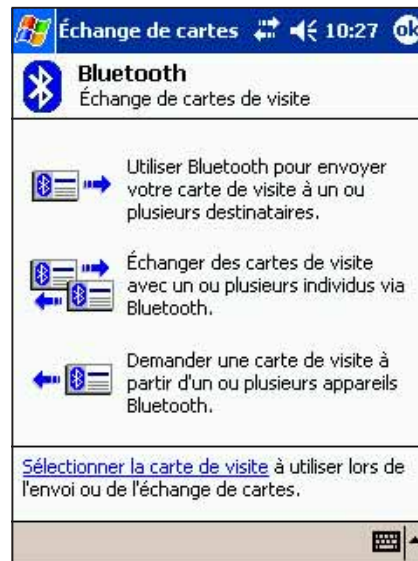 Échange de cartes 10:27 ok
Bluetooth
Échange de cartes de visite
Utiliser Bluetooth pour envoyer
votre carte de visite à un ou
plusieurs destinataires.
Échanger des cartes de visite
avec un ou plusieurs individus via
Bluetooth.
Demander une carte de visite à
partir d'un ou plusieurs appareils
Bluetooth.
Sélectionner la carte de visite à utiliser lors de
l'envoi ou de l'échange de cartes.